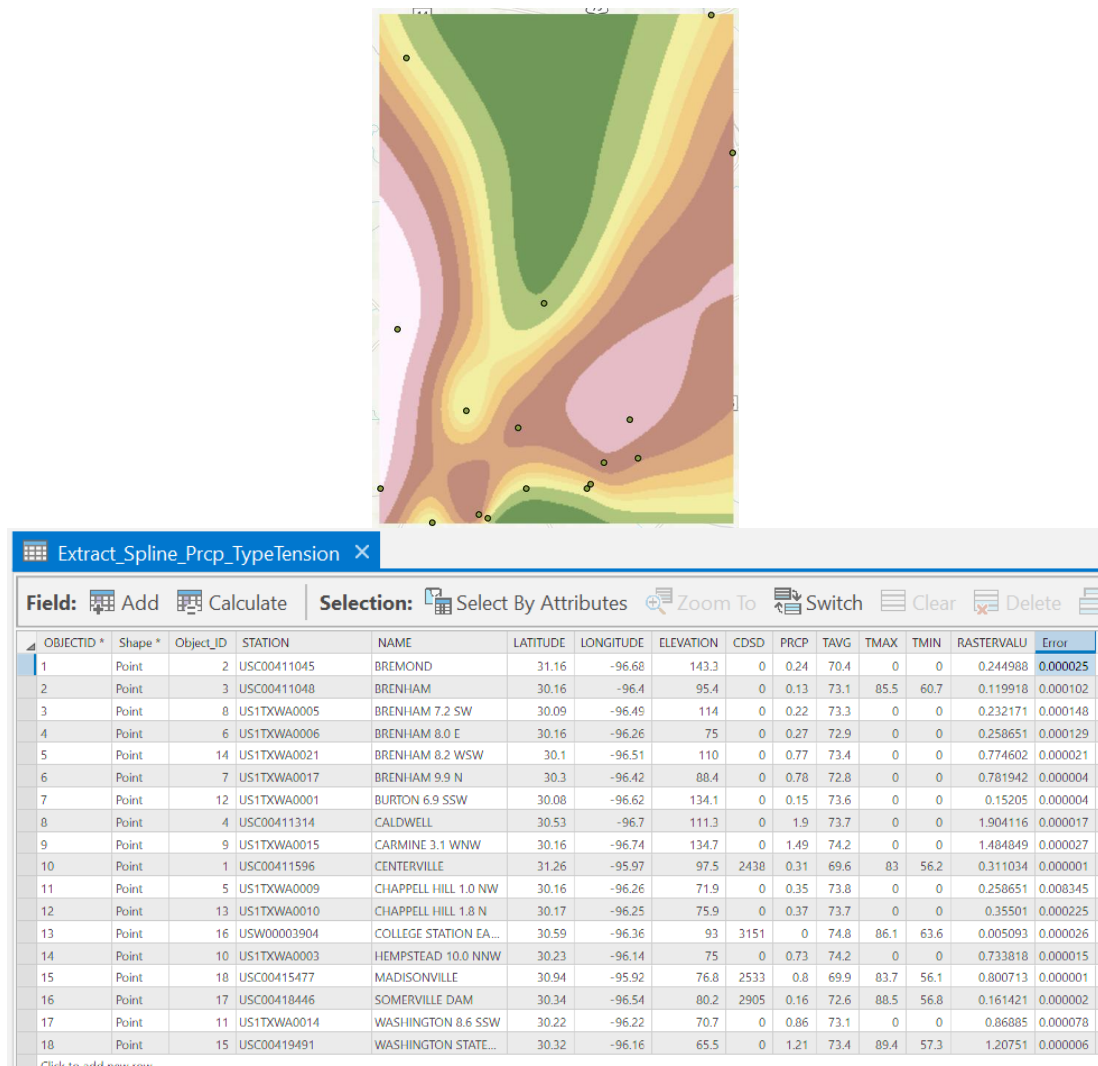 Extract_Spline_Prcp_TypeTension
Field: Add Calculate Selection: Select By Attributes Zoom To Switch Clear Delete
OBJECTID * Shape * Object_ID STATION NAME LATITUDE LONGITUDE ELEVATION CDSD PRCP TAVG TMAX TMIN RASTERVALU Error
1 Point 2 USC00411045 BREMOND 31.16 -96.68 143.3 0 0.24 70.4 0 0 0.244988 0.000025
2 Point 3 USC00411048 BRENHAM 30.16 -96.4 95.4 0 0.13 73.1 85.5 60.7 0.119918 0.000102
3 Point 8 US1TXWA0005 BRENHAM 7.2 SW 30.09 -96.49 114 0 0.22 73.3 0 0 0.232171 0.000148
4 Point 6 US1TXWA0006 BRENHAM 8.0 E 30.16 -96.26 75 0 0.27 72.9 0 0 0.258651 0.000129
5 Point 14 US1TXWA0021 BRENHAM 8.2 WSW 30.1 -96.51 110 0 0.77 73.4 0 0 0.774602 0.000021
6 Point 7 US1TXWA0017 BRENHAM 9.9 N 30.3 -96.42 88.4 0 0.78 72.8 0 0 0.781942 0.000004
7 Point 12 US1TXWA0001 BURTON 6.9 SSW 30.08 -96.62 134.1 0 0.15 73.6 0 0 0.15205 0.000004
8 Point 4 USC00411314 CALDWELL 30.53 -96.7 111.3 0 1.9 73.7 0 0 1.904116 0.000017
9 Point 9 US1TXWA0015 CARMINE 3.1 WNW 30.16 -96.74 134.7 0 1.49 74.2 0 0 1.484849 0.000027
10 Point 1 USC00411596 CENTERVILLE 31.26 -95.97 97.5 2438 0.31 69.6 83 56.2 0.311034 0.000001
11 Point 5 US1TXWA0009 CHAPPELL HILL 1.0 NW 30.16 -96.26 71.9 0 0.35 73.8 0 0 0.258651 0.008345
12 Point 13 US1TXWA0010 CHAPPELL HILL 1.8 N 30.17 -96.25 75.9 0 0.37 73.7 0 0 0.35501 0.000225
13 Point 16 USW00003904 COLLEGE STATION EA... 30.59 -96.36 93 3151 0 74.8 86.1 63.6 0.005093 0.000026
14 Point 10 US1TXWA0003 HEMPSTEAD 10.0 NNW 30.23 -96.14 75 0 0.73 74.2 0 0 0.733818 0.000015
15 Point 18 USC00415477 MADISONVILLE 30.94 -95.92 76.8 2533 0.8 69.9 83.7 56.1 0.800713 0.000001
16 Point 17 USC00418446 SOMERVILLE DAM 30.34 -96.54 80.2 2905 0.16 72.6 88.5 56.8 0.161421 0.000002
17 Point 11 US1TXWA0014 WASHINGTON 8.6 SSW 30.22 -96.22 70.7 0 0.86 73.1 0 0 0.86885 0.000078
18 Point 15 USC00419491 WASHINGTON STATE... 30.32 -96.16 65.5 0 1.21 73.4 89.4 57.3 1.20751 0.000006
Click to add new row